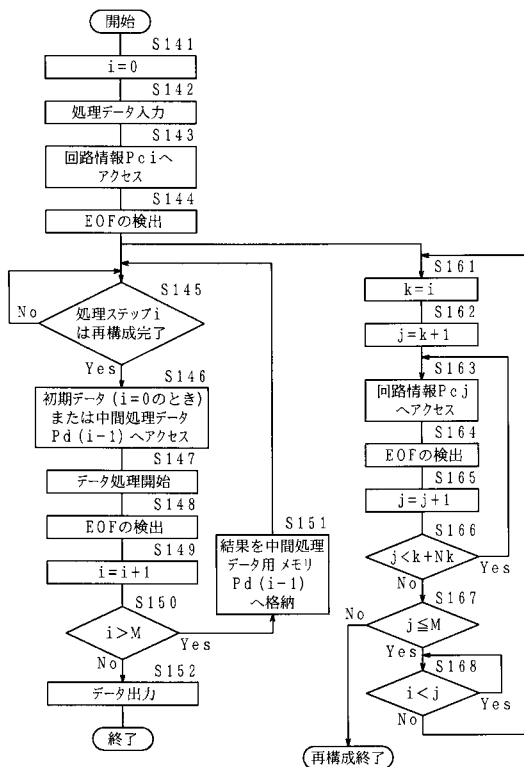 開始
S141
i=0
S142
処理データ入力
S143
回路情報Pciへ
アクセス
S144
EOFの検出
S145
No
処理ステップi
は再構成完了
Yes
S146
初期データ(i=0のとき)
または中間処理データ
Pd(i-1)へアクセス
S147
データ処理開始
S148
EOFの検出
S149
i=i+1
S150
i>M
Yes
No
S151
結果を中間処理
データ用メモリ
Pd(i-1)
へ格納
S152
データ出力
終了
S161
k=i
S162
j=k+1
S163
回路情報Pcj
へアクセス
S164
EOFの検出
S165
j=j+1
S166
j<k+Nk
Yes
No
S167
No
j≦M
Yes
S168
i<j
Yes
No
再構成終了